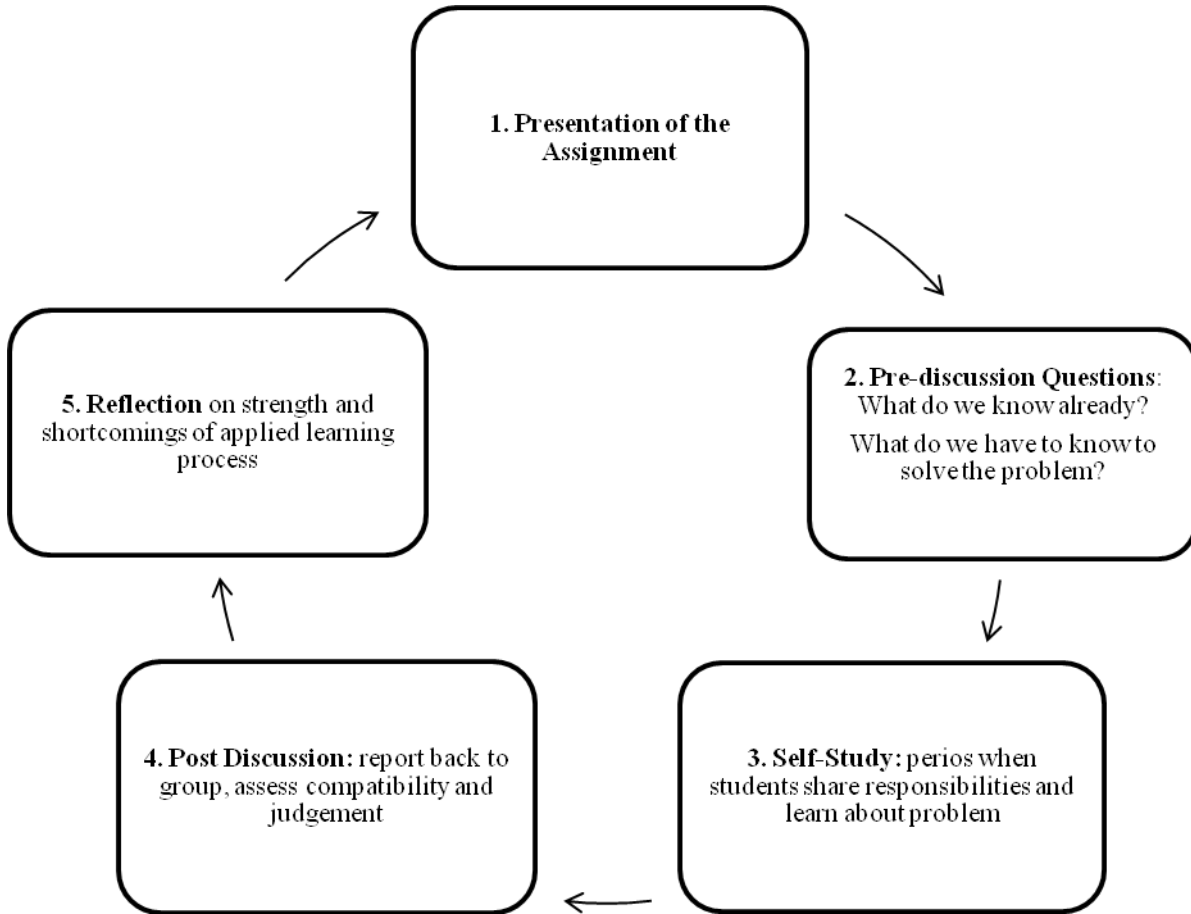 1. Presentation of the
Assignment
2. Pre-discussion Questions:
What do we know already?
What do we have to know to
solve the problem?
3. Self-Study: perios when
students share responsibilities and
learn about problem
4. Post Discussion: report back to
group, assess compatibility and
judgement
5. Reflection on strength and
shortcomings of applied learning
process